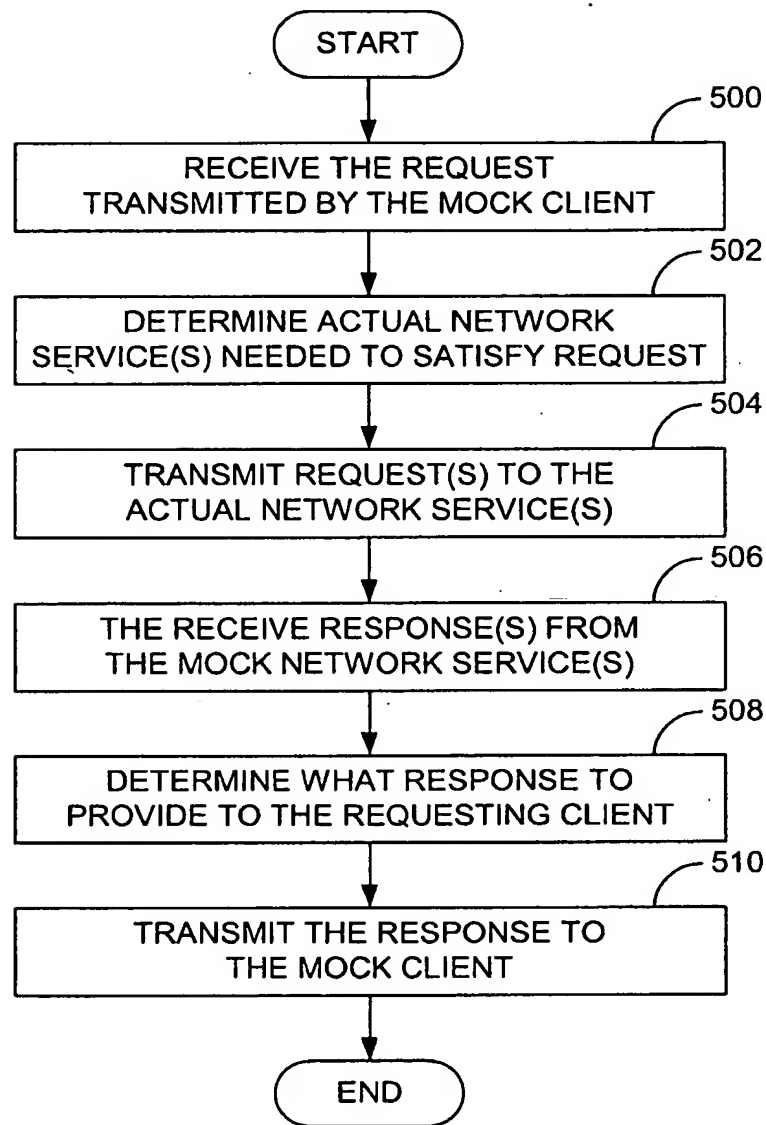 START
500
RECEIVE THE REQUEST
TRANSMITTED BY THE MOCK CLIENT
502
DETERMINE ACTUAL NETWORK
SERVICE(S) NEEDED TO SATISFY REQUEST
504
TRANSMIT REQUEST(S) TO THE
ACTUAL NETWORK SERVICE(S)
506
THE RECEIVE RESPONSE(S) FROM
THE MOCK NETWORK SERVICE(S)
508
DETERMINE WHAT RESPONSE TO
PROVIDE TO THE REQUESTING CLIENT
510
TRANSMIT THE RESPONSE TO
THE MOCK CLIENT
END